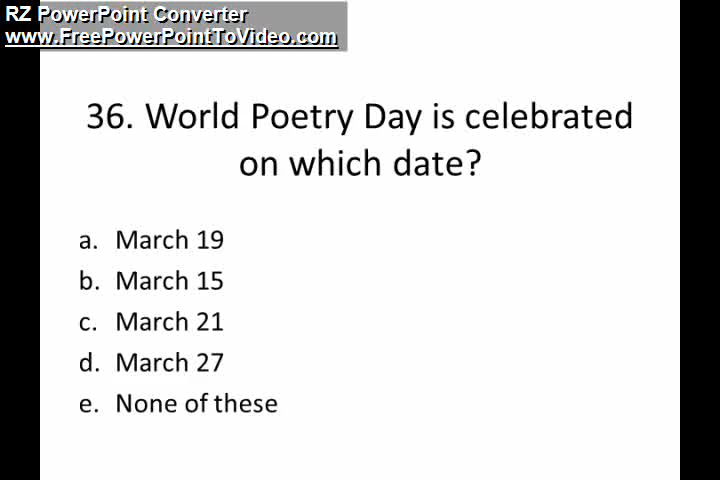 RZ PowerPoint Converter
www.FreePowerPointToVideo.com
36. World Poetry Day is celebrated
on which date?
a. March 19
b. March 15
c. March 21
d. March 27
e. None of these